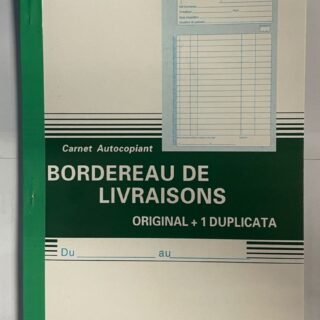 Carnet Autocopiant
BORDEREAU DE
LIVRAISONS
ORIGINAL + 1 DUPLICATA
Du au